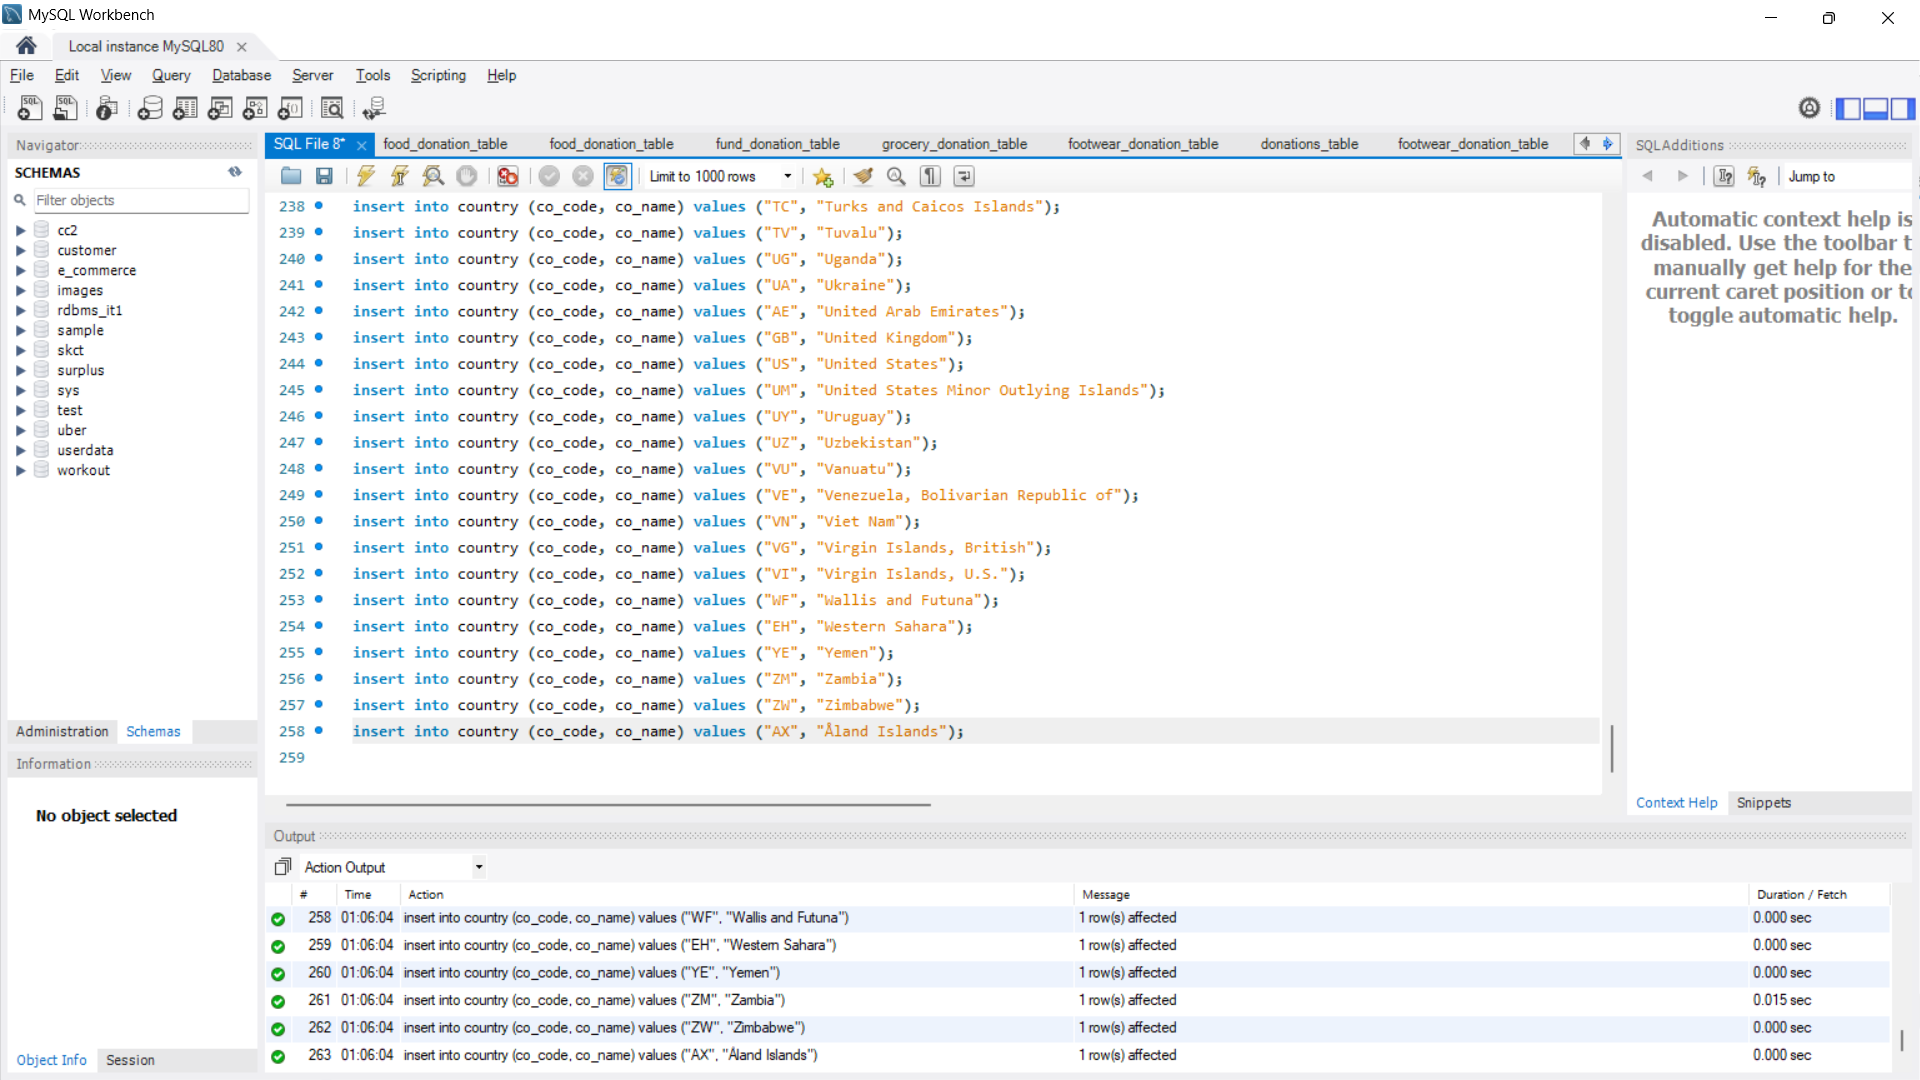 MySQL Workbench
Local instance MySQL80
File Edit View Query Database Server Tools Scripting Help
Navigator
SCHEMAS
Filter objects
cc2
customer
e_commerce
images
rdbms_it1
sample
skct
surplus
sys
test
uber
userdata
workout
Administration Schemas
Information
No object selected
Object Info Session
SQL File 8* food_donation_table food_donation_table fund_donation_table grocery_donation_table footwear_donation_table donations_table footwear_donation_table
Limit to 1000 rows
238 insert into country (co_code, co_name) values ("TC", "Turks and Caicos Islands");
239 insert into country (co_code, co_name) values ("TV", "Tuvalu");
240 insert into country (co_code, co_name) values ("UG", "Uganda");
241 insert into country (co_code, co_name) values ("UA", "Ukraine");
242 insert into country (co_code, co_name) values ("AE", "United Arab Emirates");
243 insert into country (co_code, co_name) values ("GB", "United Kingdom");
244 insert into country (co_code, co_name) values ("US", "United States");
245 insert into country (co_code, co_name) values ("UM", "United States Minor Outlying Islands");
246 insert into country (co_code, co_name) values ("UY", "Uruguay");
247 insert into country (co_code, co_name) values ("UZ", "Uzbekistan");
248 insert into country (co_code, co_name) values ("VU", "Vanuatu");
249 insert into country (co_code, co_name) values ("VE", "Venezuela, Bolivarian Republic of");
250 insert into country (co_code, co_name) values ("VN", "Viet Nam");
251 insert into country (co_code, co_name) values ("VG", "Virgin Islands, British");
252 insert into country (co_code, co_name) values ("VI", "Virgin Islands, U.S.");
253 insert into country (co_code, co_name) values ("WF", "Wallis and Futuna");
254 insert into country (co_code, co_name) values ("EH", "Western Sahara");
255 insert into country (co_code, co_name) values ("YE", "Yemen");
256 insert into country (co_code, co_name) values ("ZM", "Zambia");
257 insert into country (co_code, co_name) values ("ZW", "Zimbabwe");
258 insert into country (co_code, co_name) values ("AX", "Åland Islands");
259
SQLAdditions
Jump to
Automatic context help is
disabled. Use the toolbar t
manually get help for the
current caret position or to
toggle automatic help.
Context Help Snippets
Output
Action Output
# Time Action Message Duration / Fetch
258 01:06:04 insert into country (co_code, co_name) values ("WF", "Wallis and Futuna") 1 row(s) affected 0.000 sec
259 01:06:04 insert into country (co_code, co_name) values ("EH", "Western Sahara") 1 row(s) affected 0.000 sec
260 01:06:04 insert into country (co_code, co_name) values ("YE", "Yemen") 1 row(s) affected 0.000 sec
261 01:06:04 insert into country (co_code, co_name) values ("ZM", "Zambia") 1 row(s) affected 0.015 sec
262 01:06:04 insert into country (co_code, co_name) values ("ZW", "Zimbabwe") 1 row(s) affected 0.000 sec
263 01:06:04 insert into country (co_code, co_name) values ("AX", "Åland Islands") 1 row(s) affected 0.000 sec